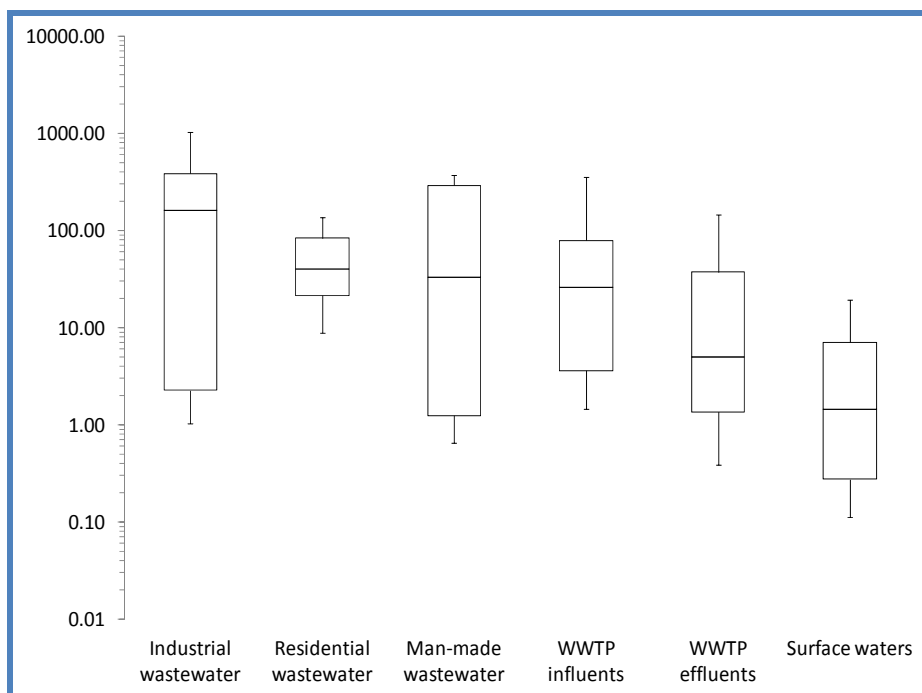 10000.00
1000.00
100.00
10.00
1.00
0.10
0.01
Industrial wastewater
Residential wastewater
Man-made wastewater
WWTP influents
WWTP effluents
Surface waters